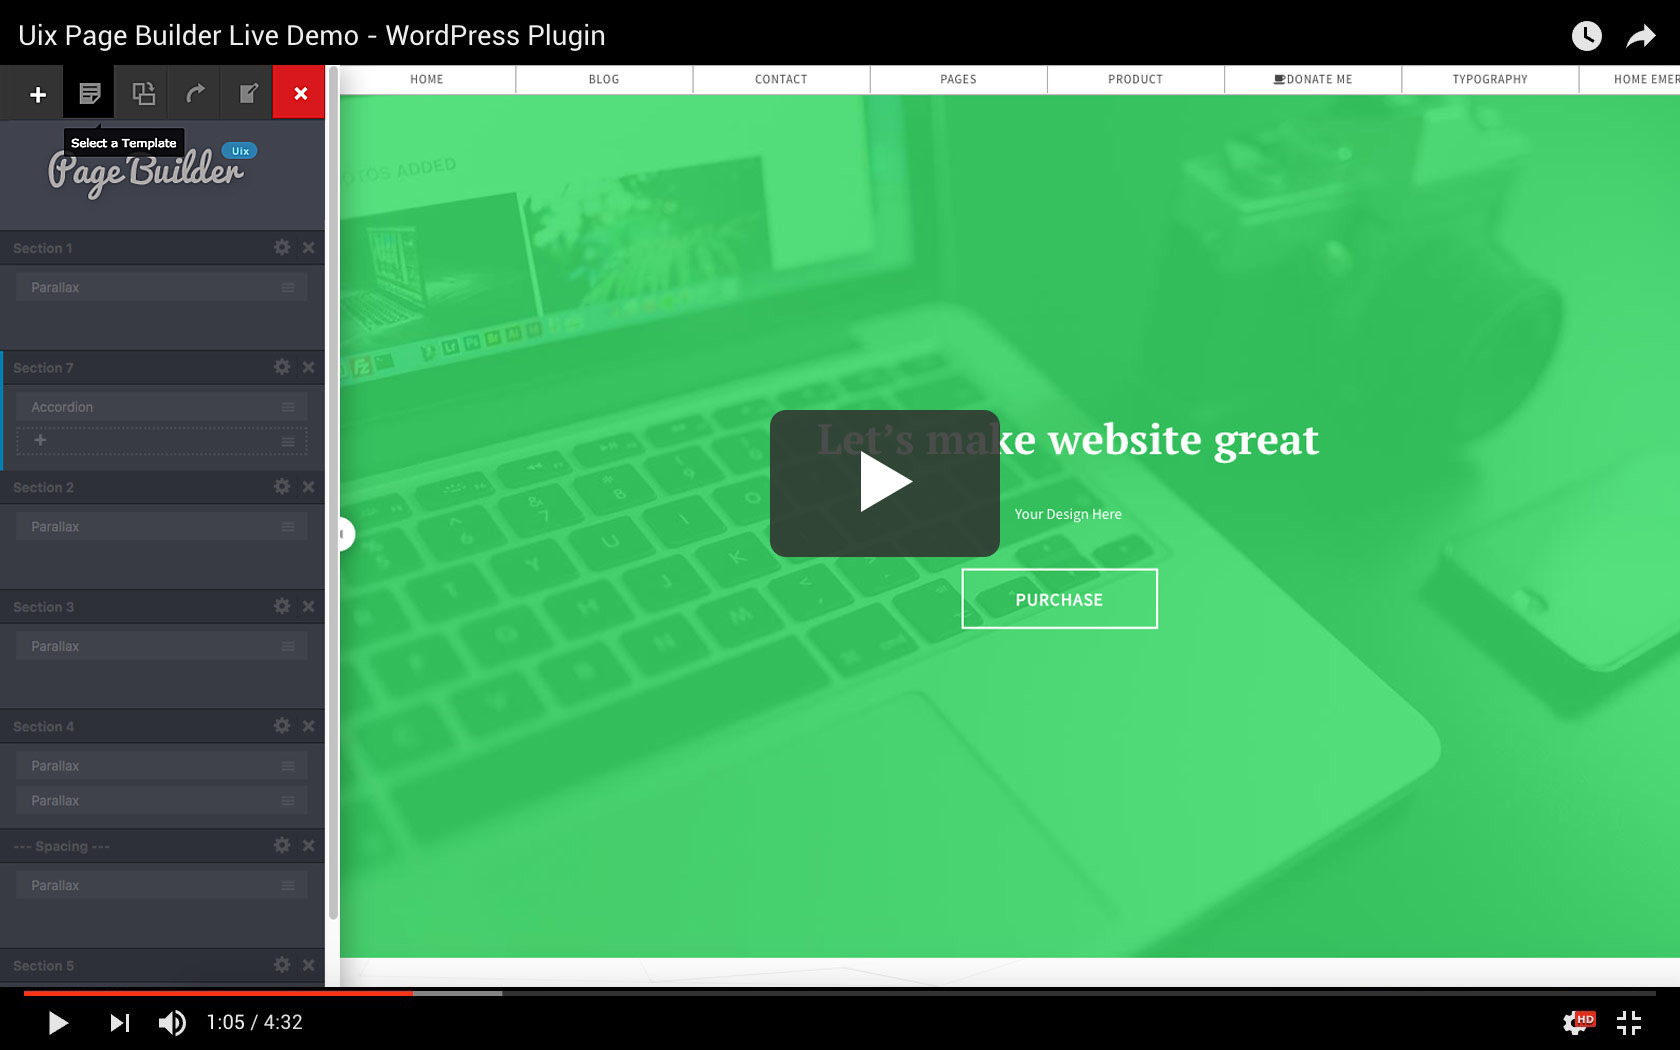 Uix Page Builder Live Demo - WordPress Plugin
HOME
BLOG
CONTACT
PAGES
PRODUCT
DONATE ME
TYPOGRAPHY
HOME EMER
Select a Template
Uix
Page Builder
OTOS ADDED
Section 1
Parallax
Section 7
Accordion
Section 2
Parallax
Section 3
Parallax
Section 4
Parallax
Parallax
--- Spacing ---
Parallax
Section 5
Let's make website great
Your Design Here
PURCHASE
1:05 / 4:32
HD